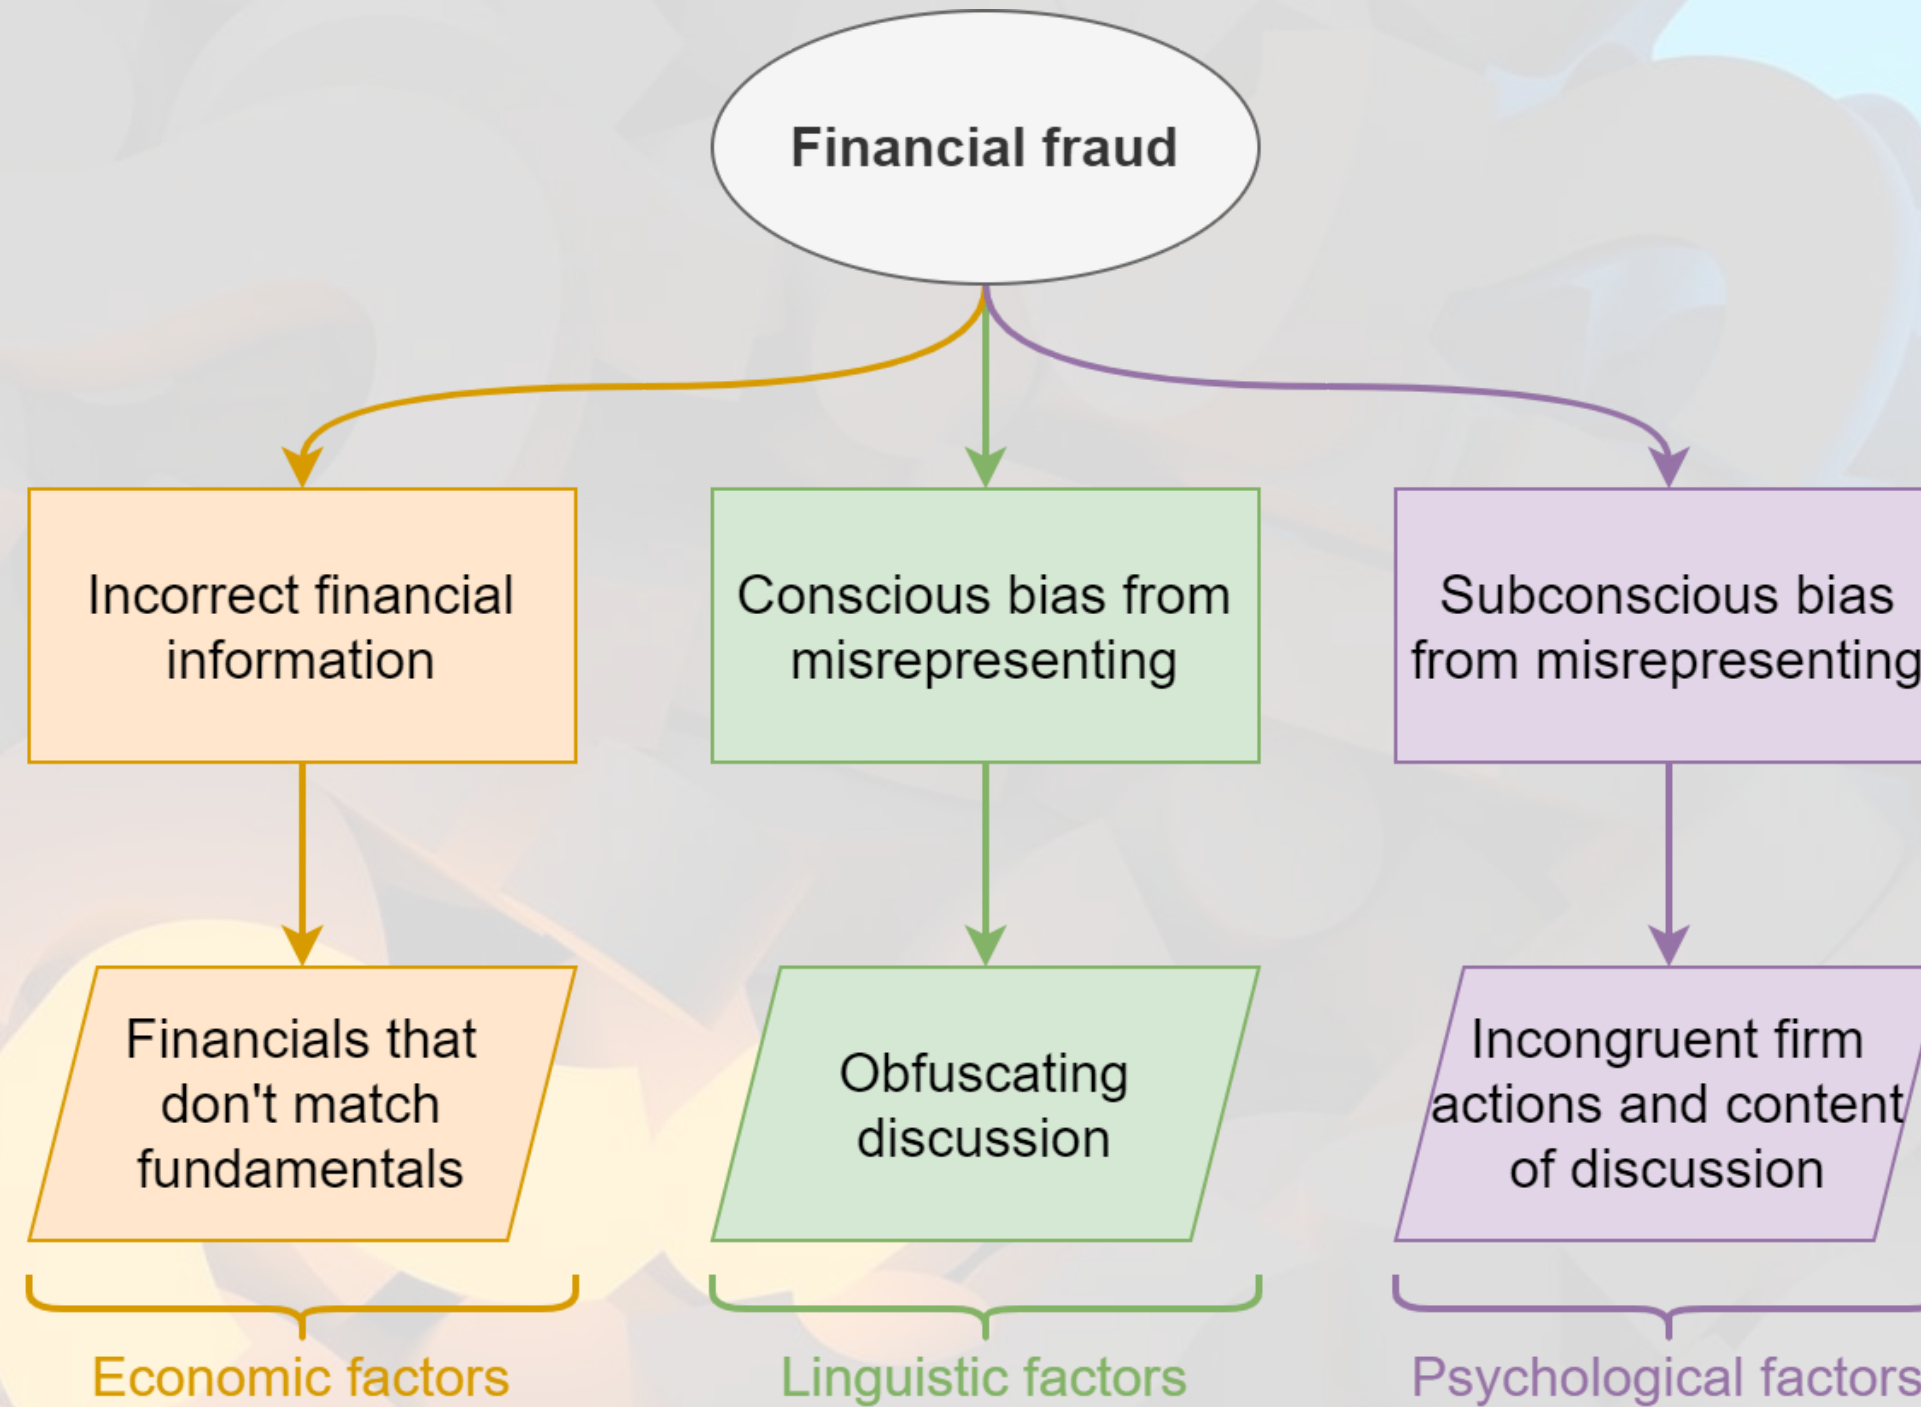 Financial fraud
Incorrect financial
information
Conscious bias from
misrepresenting
Subconscious bias
from misrepresenting
Financials that
don't match
fundamentals
Obfuscating
discussion
Incongruent firm
actions and content
of discussion
Economic factors
Linguistic factors
Psychological factors